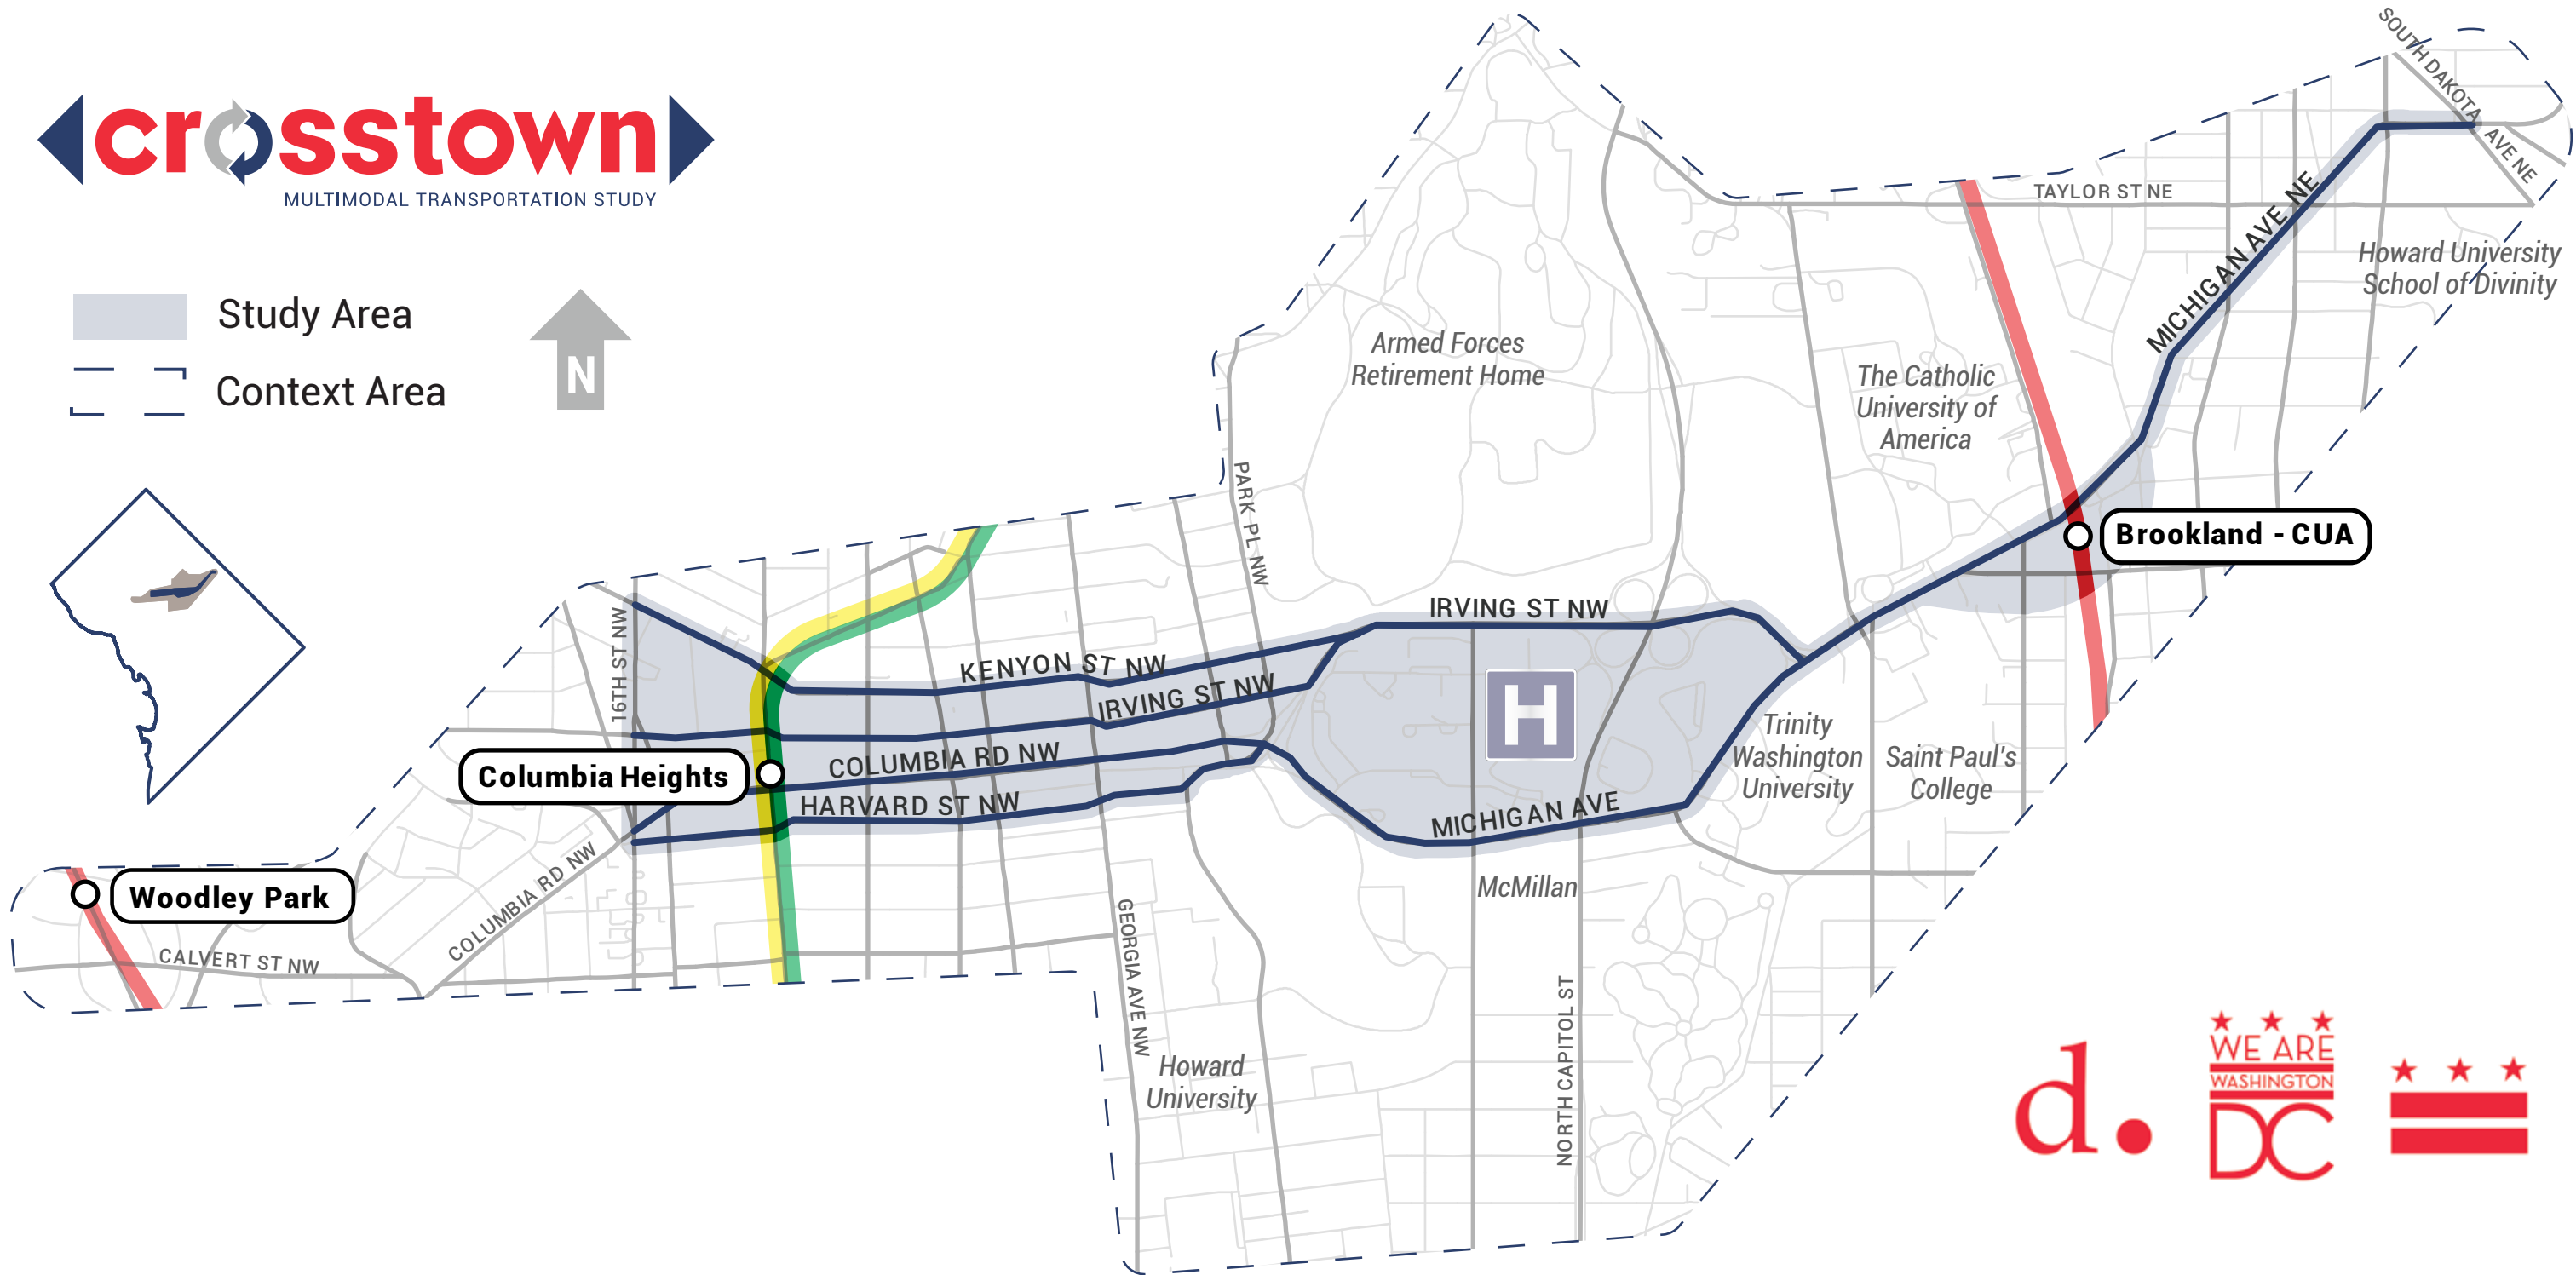 crosstown
MULTIMODAL TRANSPORTATION STUDY
Study Area
Context Area
N
SOUTH DAKOTA AVE NE
TAYLOR ST NE
MICHIGAN AVE NE
Howard University
School of Divinity
Armed Forces
Retirement Home
The Catholic
University of
America
PARK PL NW
Brookland - CUA
16TH ST NW
KENYON ST NW
IRVING ST NW
IRVING ST NW
COLUMBIA RD NW
HARVARD ST NW
Columbia Heights
H
MICHIGAN AVE
Trinity
Washington
University
Saint Paul's
College
McMillan
Woodley Park
CALVERT ST NW
COLUMBIA RD NW
GEORGIA AVE NW
Howard
University
NORTH CAPITOL ST
d.
WE ARE
WASHINGTON
DC